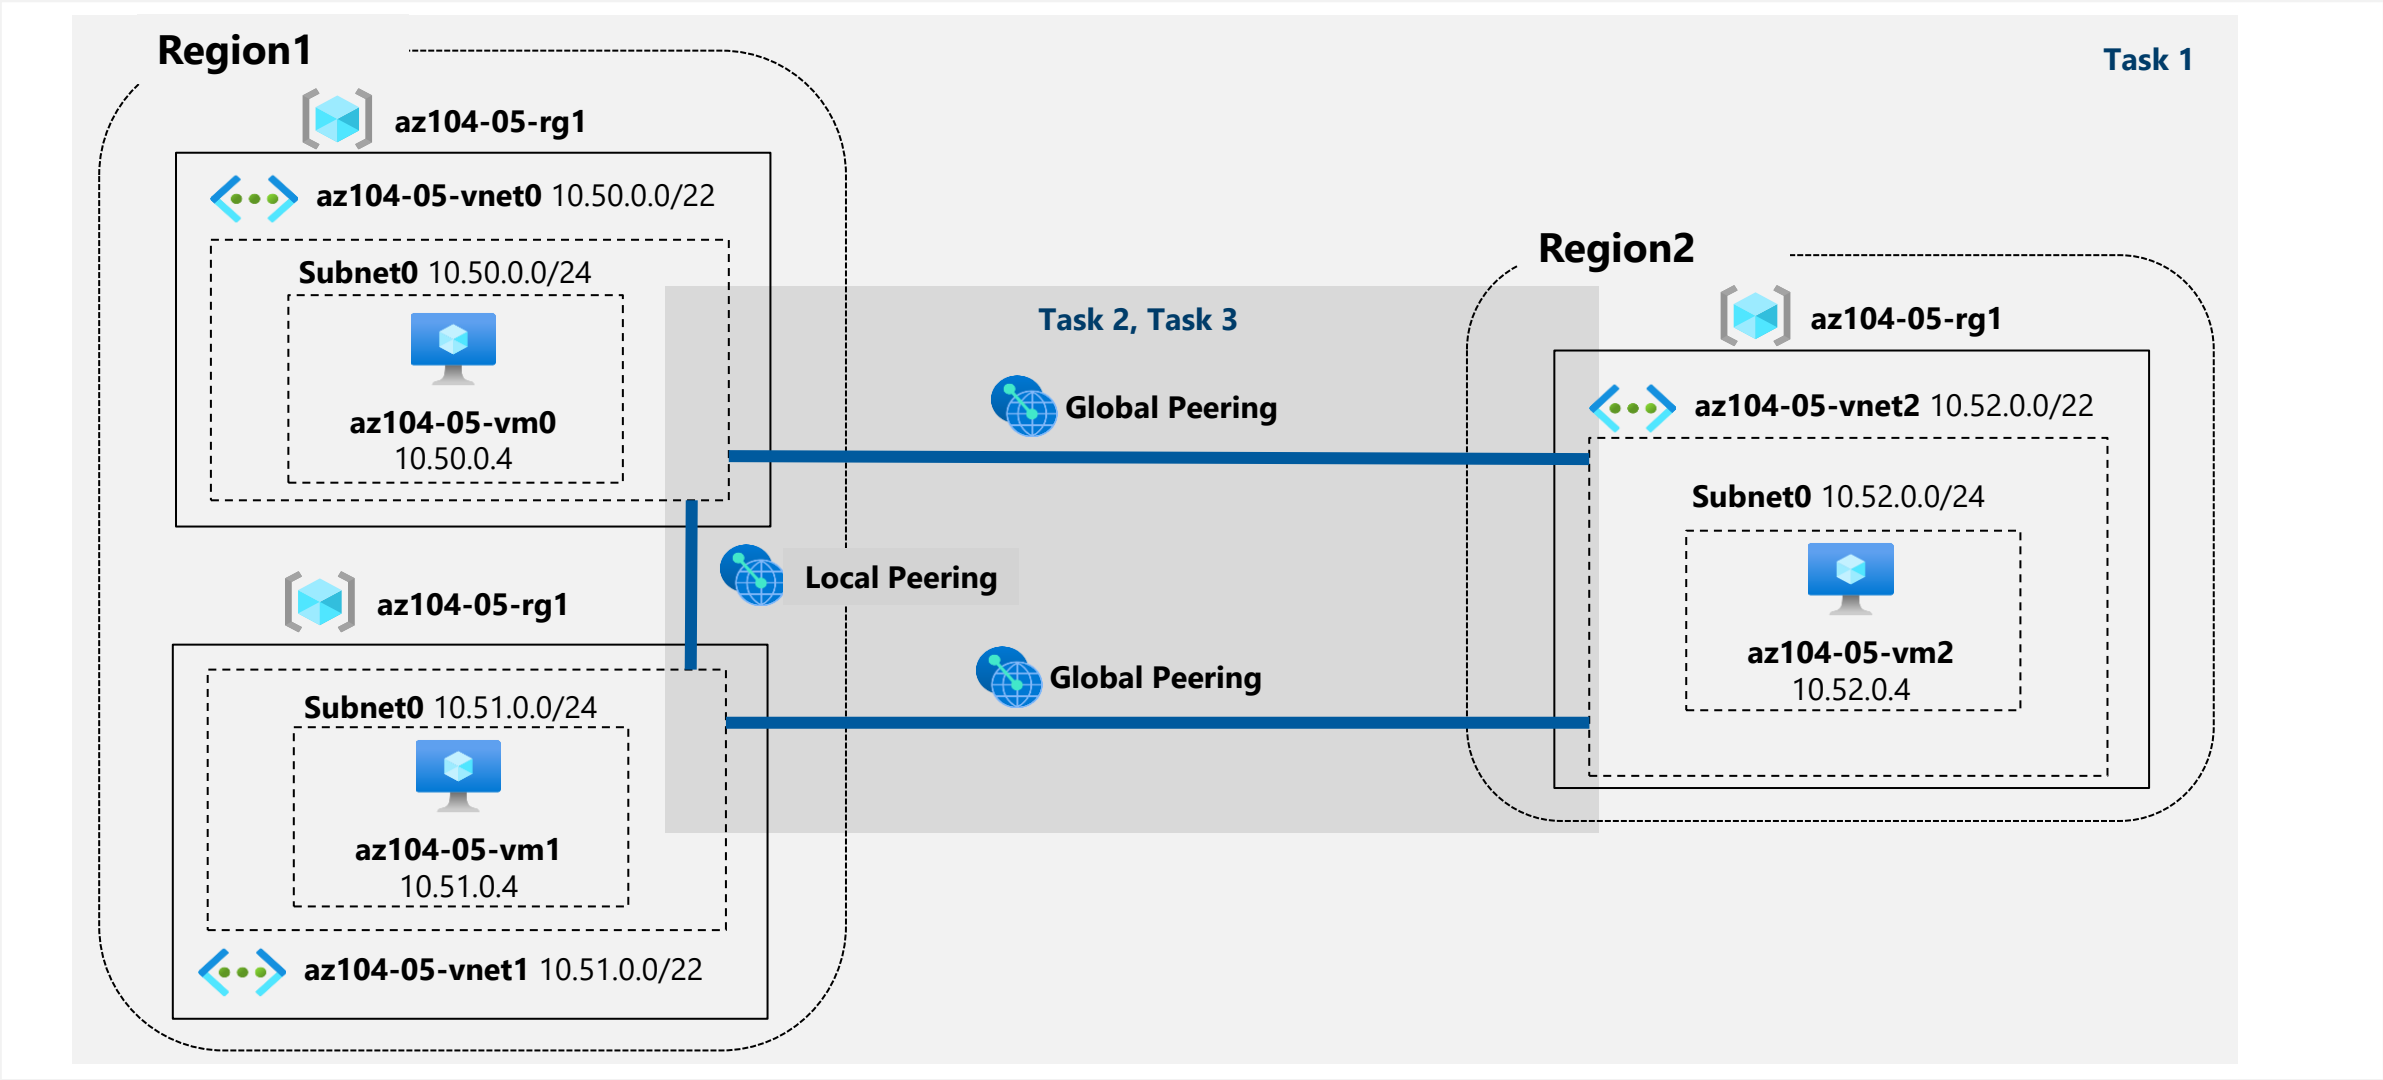 Region1
Task 1
az104-05-rg1
az104-05-vnet0 10.50.0.0/22
Subnet0 10.50.0.0/24
az104-05-vm0
10.50.0.4
Task 2, Task 3
Global Peering
Local Peering
Global Peering
az104-05-rg1
Subnet0 10.51.0.0/24
az104-05-vm1
10.51.0.4
az104-05-vnet1 10.51.0.0/22
Region2
az104-05-rg1
az104-05-vnet2 10.52.0.0/22
Subnet0 10.52.0.0/24
az104-05-vm2
10.52.0.4